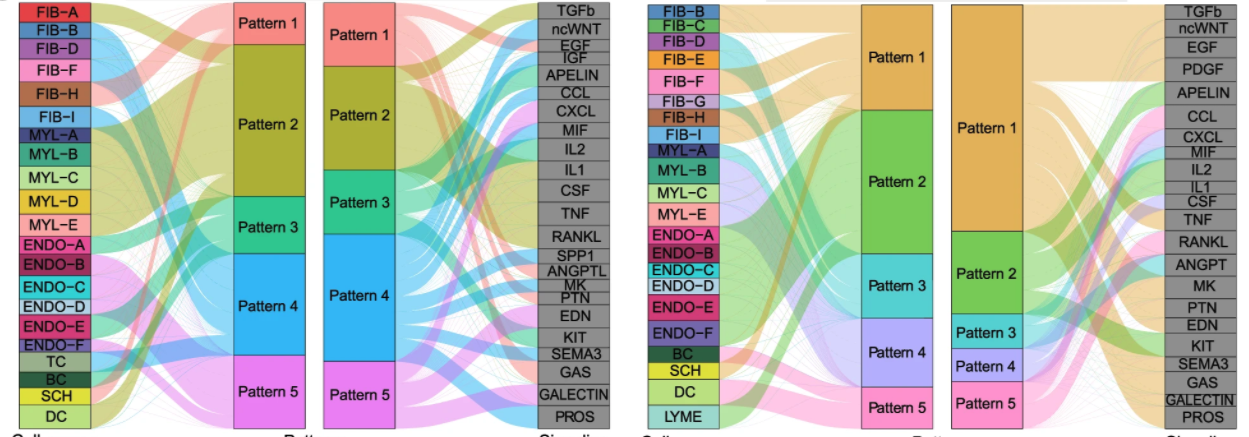 FIB-A
FIB-B
FIB-D
FIB-F
FIB-H
FIB-I
MYL-A
MYL-B
MYL-C
MYL-D
MYL-E
ENDO-A
ENDO-B
ENDO-C
ENDO-D
ENDO-E
ENDO-F
TC
BC
SCH
DC
Pattern 1
Pattern 2
Pattern 3
Pattern 4
Pattern 5
Pattern 1
Pattern 2
Pattern 3
Pattern 4
Pattern 5
TGFb
ncWNT
EGF
IGF
APELIN
CCL
CXCL
MIF
IL2
IL1
CSF
TNF
RANKL
SPP1
ANGPTL
MK
PTN
EDN
KIT
SEMA3
GAS
GALECTIN
PROS
FIB-B
FIB-C
FIB-D
FIB-E
FIB-F
FIB-G
FIB-H
FIB-I
MYL-A
MYL-B
MYL-C
MYL-E
ENDO-A
ENDO-B
ENDO-C
ENDO-D
ENDO-E
ENDO-F
BC
SCH
DC
LYME
Pattern 1
Pattern 2
Pattern 3
Pattern 4
Pattern 5
Pattern 1
Pattern 2
Pattern 3
Pattern 4
Pattern 5
TGFb
ncWNT
EGF
PDGF
APELIN
CCL
CXCL
MIF
IL2
IL1
CSF
TNF
RANKL
ANGPT
MK
PTN
EDN
KIT
SEMA3
GAS
GALECTIN
PROS